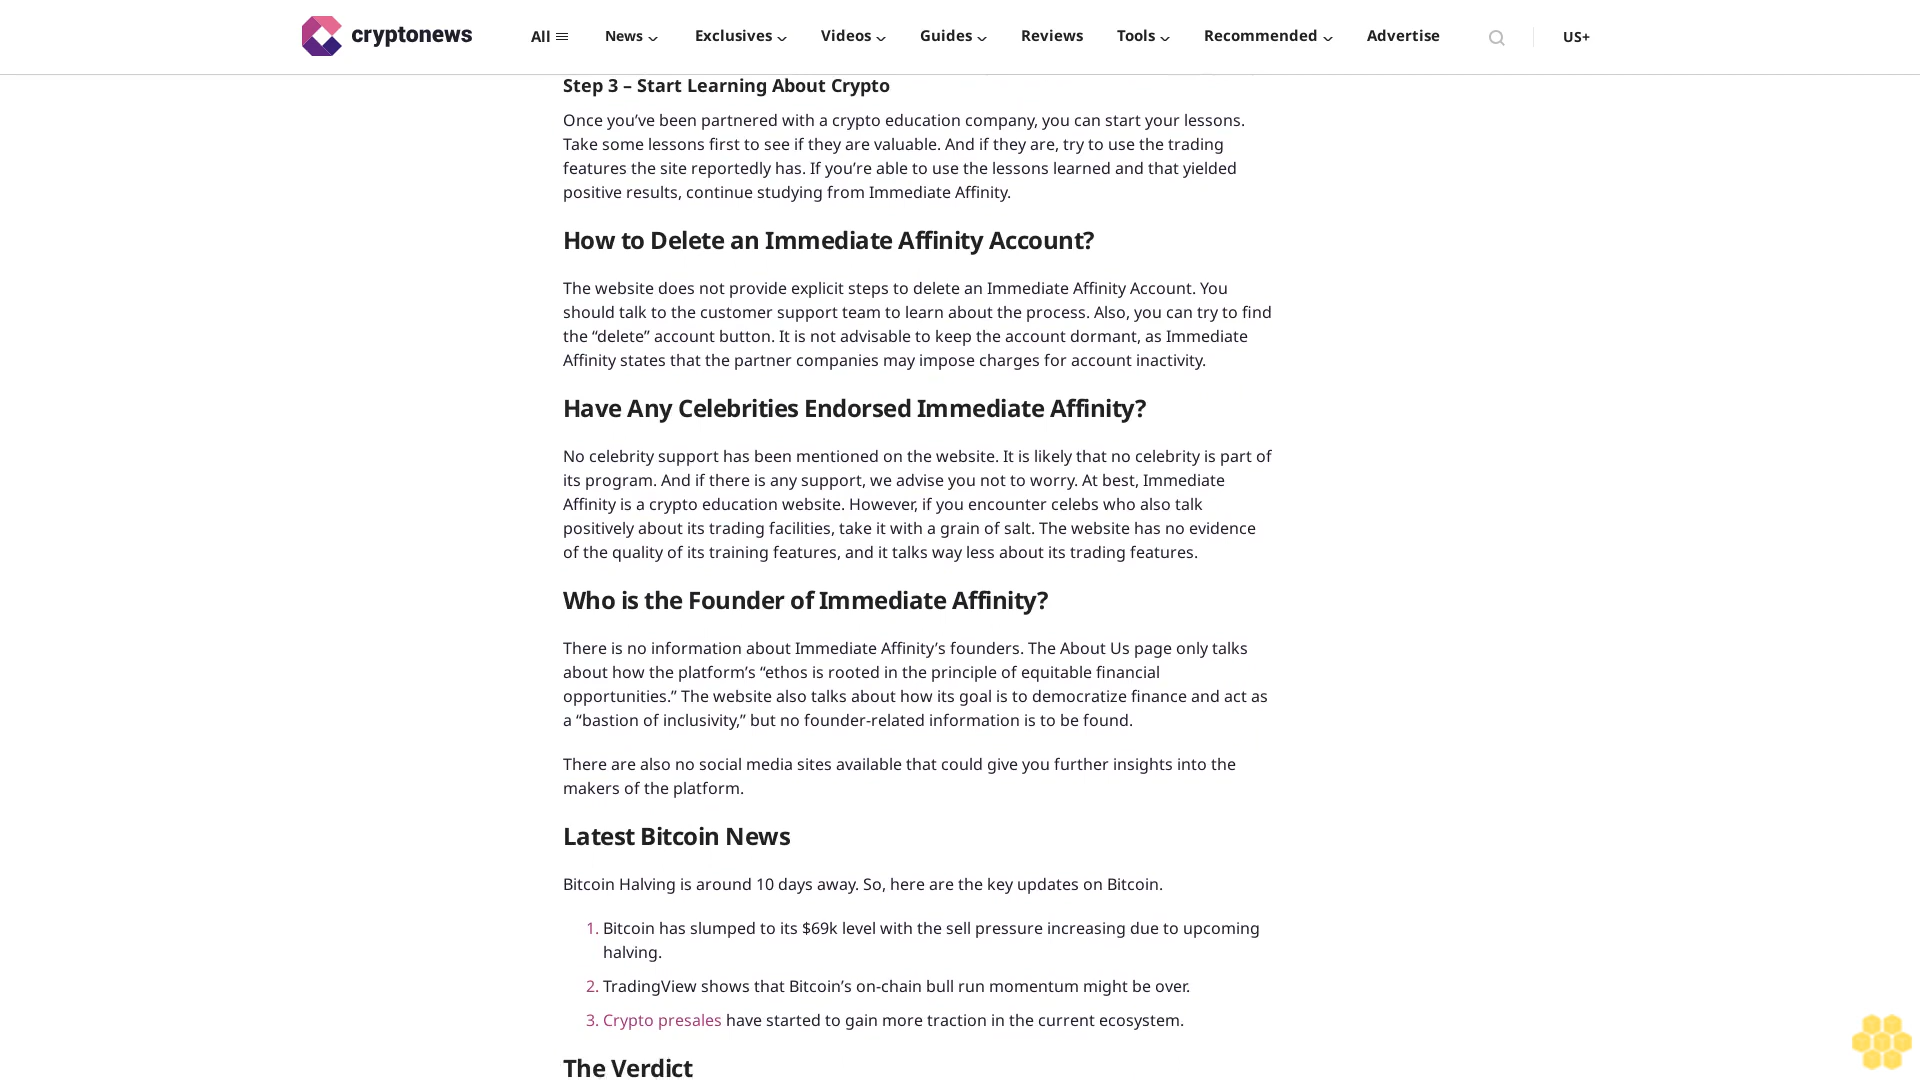 cryptonews
All
News
Exclusives
Videos
Guides
Reviews
Tools
Recommended
Advertise
US+
Step 3 – Start Learning About Crypto
Once you’ve been partnered with a crypto education company, you can start your lessons.
Take some lessons first to see if they are valuable. And if they are, try to use the trading
features the site reportedly has. If you’re able to use the lessons learned and that yielded
positive results, continue studying from Immediate Affinity.
How to Delete an Immediate Affinity Account?
The website does not provide explicit steps to delete an Immediate Affinity Account. You
should talk to the customer support team to learn about the process. Also, you can try to find
the “delete” account button. It is not advisable to keep the account dormant, as Immediate
Affinity states that the partner companies may impose charges for account inactivity.
Have Any Celebrities Endorsed Immediate Affinity?
No celebrity support has been mentioned on the website. It is likely that no celebrity is part of
its program. And if there is any support, we advise you not to worry. At best, Immediate
Affinity is a crypto education website. However, if you encounter celebs who also talk
positively about its trading facilities, take it with a grain of salt. The website has no evidence
of the quality of its training features, and it talks way less about its trading features.
Who is the Founder of Immediate Affinity?
There is no information about Immediate Affinity’s founders. The About Us page only talks
about how the platform’s “ethos is rooted in the principle of equitable financial
opportunities.” The website also talks about how its goal is to democratize finance and act as
a “bastion of inclusivity,” but no founder-related information is to be found.
There are also no social media sites available that could give you further insights into the
makers of the platform.
Latest Bitcoin News
Bitcoin Halving is around 10 days away. So, here are the key updates on Bitcoin.
1. Bitcoin has slumped to its $69k level with the sell pressure increasing due to upcoming
halving.
2. TradingView shows that Bitcoin’s on-chain bull run momentum might be over.
3. Crypto presales have started to gain more traction in the current ecosystem.
The Verdict